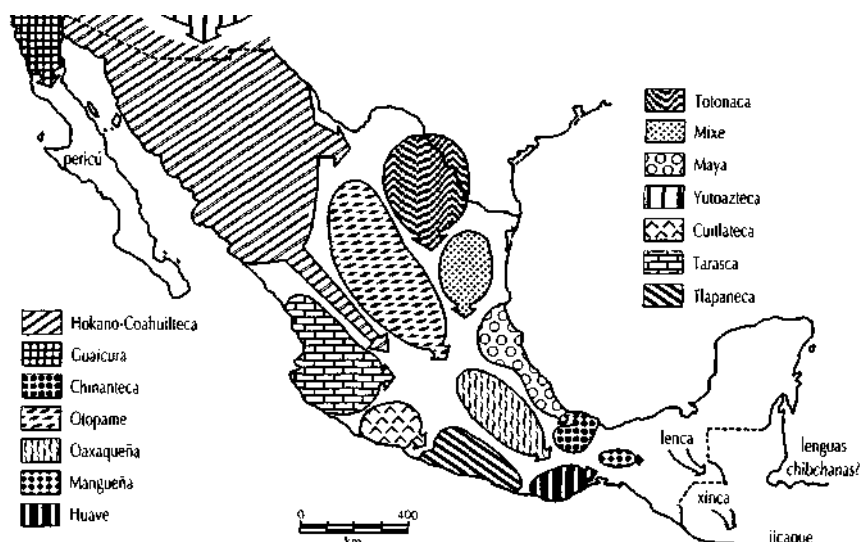 pericú
Totonaca
Mixe
Maya
Yutoazteca
Cuitlateca
Tarasca
Tlapaneca
Hokano-Coahuilteca
Guaicura
Chinanteca
Otopame
Oaxaqueña
Mangueña
Huave
lenca
lenguas
chibchanas?
xinca
jicaque
0 400
km